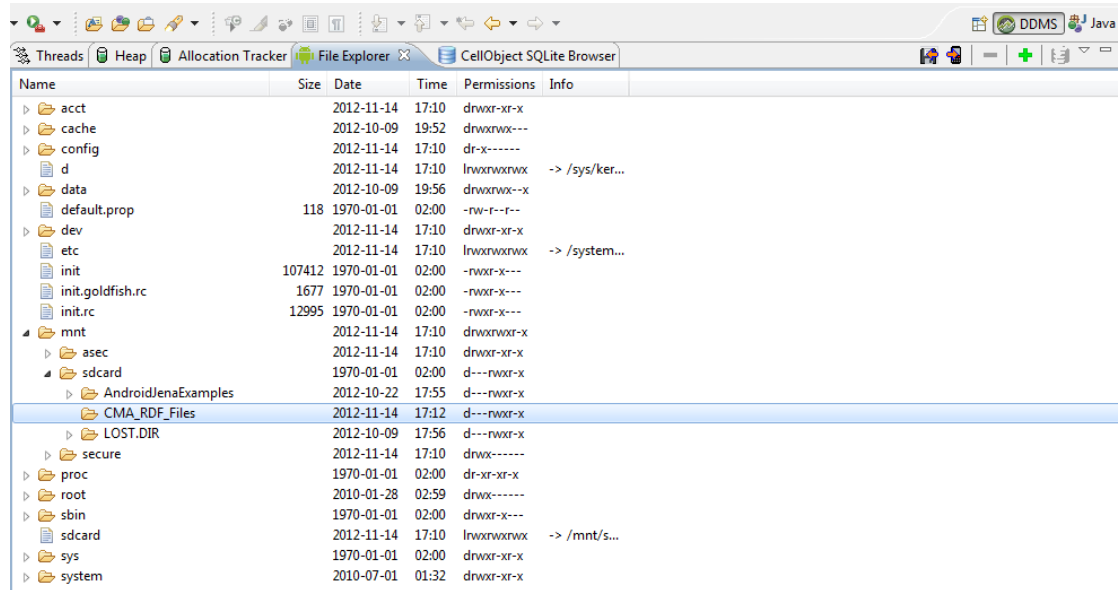 DDMS Java
Threads Heap Allocation Tracker File Explorer CellObject SQLite Browser
Name Size Date Time Permissions Info
acct 2012-11-14 17:10 drwxr-xr-x
cache 2012-10-09 19:52 drwxrwx---
config 2012-11-14 17:10 dr-x------
d 2012-11-14 17:10 lrwxrwxrwx -> /sys/ker...
data 2012-10-09 19:56 drwxrwx--x
default.prop 118 1970-01-01 02:00 -rw-r--r--
dev 2012-11-14 17:10 drwxr-xr-x
etc 2012-11-14 17:10 lrwxrwxrwx -> /system...
init 107412 1970-01-01 02:00 -rwxr-x---
init.goldfish.rc 1677 1970-01-01 02:00 -rwxr-x---
init.rc 12995 1970-01-01 02:00 -rwxr-x---
mnt 2012-11-14 17:10 drwxrwxr-x
asec 2012-11-14 17:10 drwxr-xr-x
sdcard 1970-01-01 02:00 d---rwxr-x
AndroidJenaExamples 2012-10-22 17:55 d---rwxr-x
CMA_RDF_Files 2012-11-14 17:12 d---rwxr-x
LOST.DIR 2012-10-09 17:56 d---rwxr-x
secure 2012-11-14 17:10 drwx------
proc 1970-01-01 02:00 dr-xr-xr-x
root 2010-01-28 02:59 drwx------
sbin 1970-01-01 02:00 drwxr-x---
sdcard 2012-11-14 17:10 lrwxrwxrwx -> /mnt/s...
sys 1970-01-01 02:00 drwxr-xr-x
system 2010-07-01 01:32 drwxr-xr-x